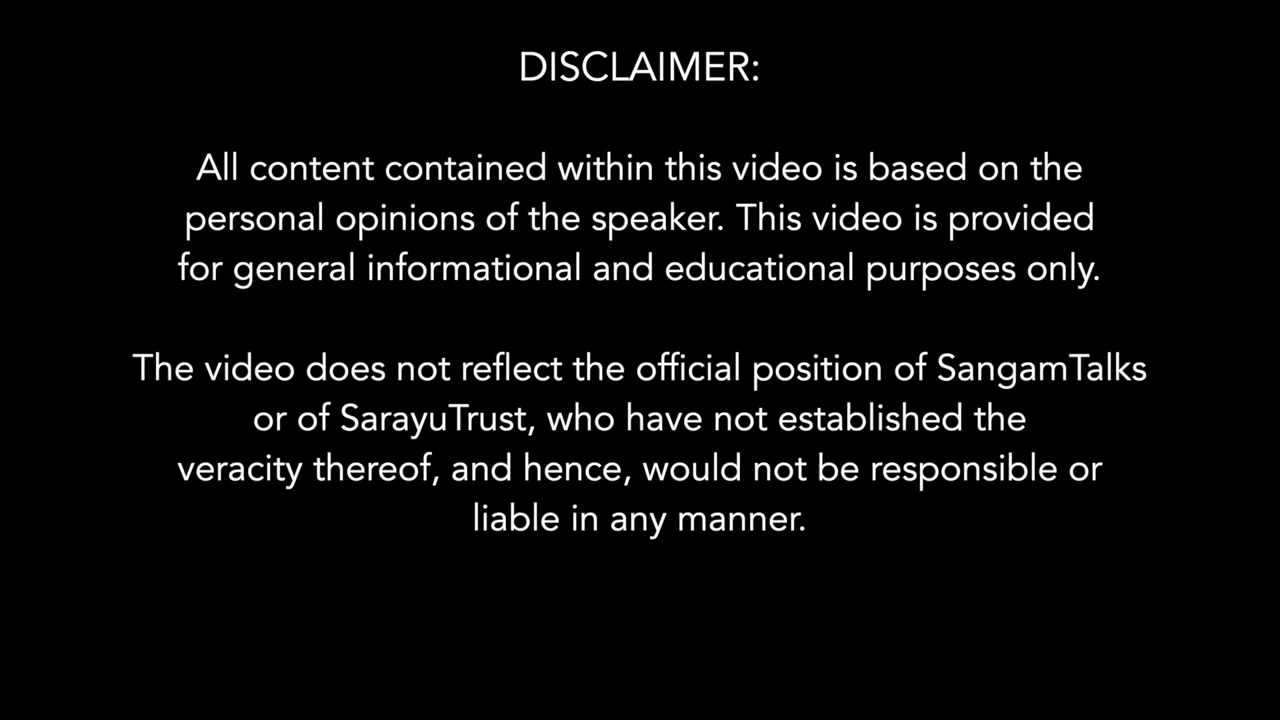 DISCLAIMER:
All content contained within this video is based on the
personal opinions of the speaker. This video is provided
for general informational and educational purposes only.
The video does not reflect the official position of SangamTalks
or of SarayuTrust, who have not established the
veracity thereof, and hence, would not be responsible or
liable in any manner.